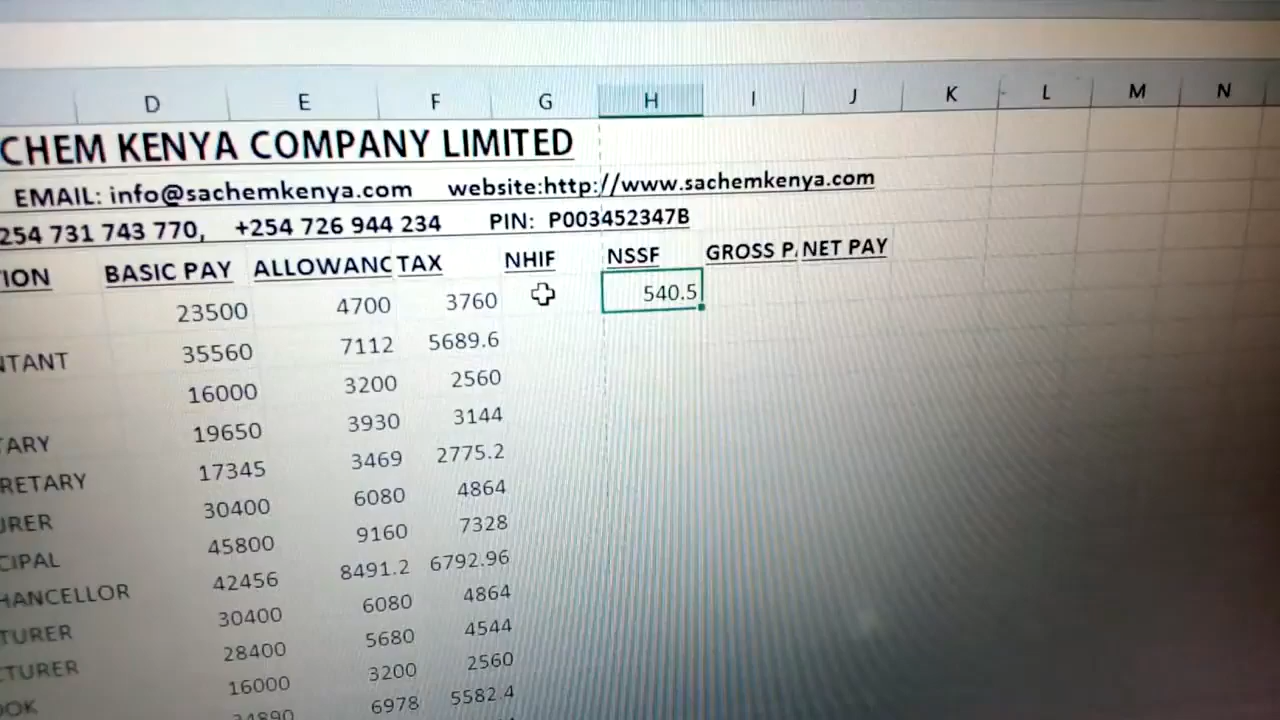 D E F G H I J K L M N
CHEM KENYA COMPANY LIMITED
EMAIL: info@sachemkenya.com website:http://www.sachemkenya.com
254 731 743 770, +254 726 944 234 PIN: P003452347B
ION BASIC PAY ALLOWANC TAX NHIF NSSF GROSS P NET PAY
23500 4700 3760 540.5
NTANT 35560 7112 5689.6
16000 3200 2560
TARY 19650 3930 3144
RETARY 17345 3469 2775.2
URER 30400 6080 4864
CIPAL 45800 9160 7328
HANCELLOR 42456 8491.2 6792.96
TURER 30400 6080 4864
CTURER 28400 5680 4544
OOK 16000 3200 2560
34890 6978 5582.4